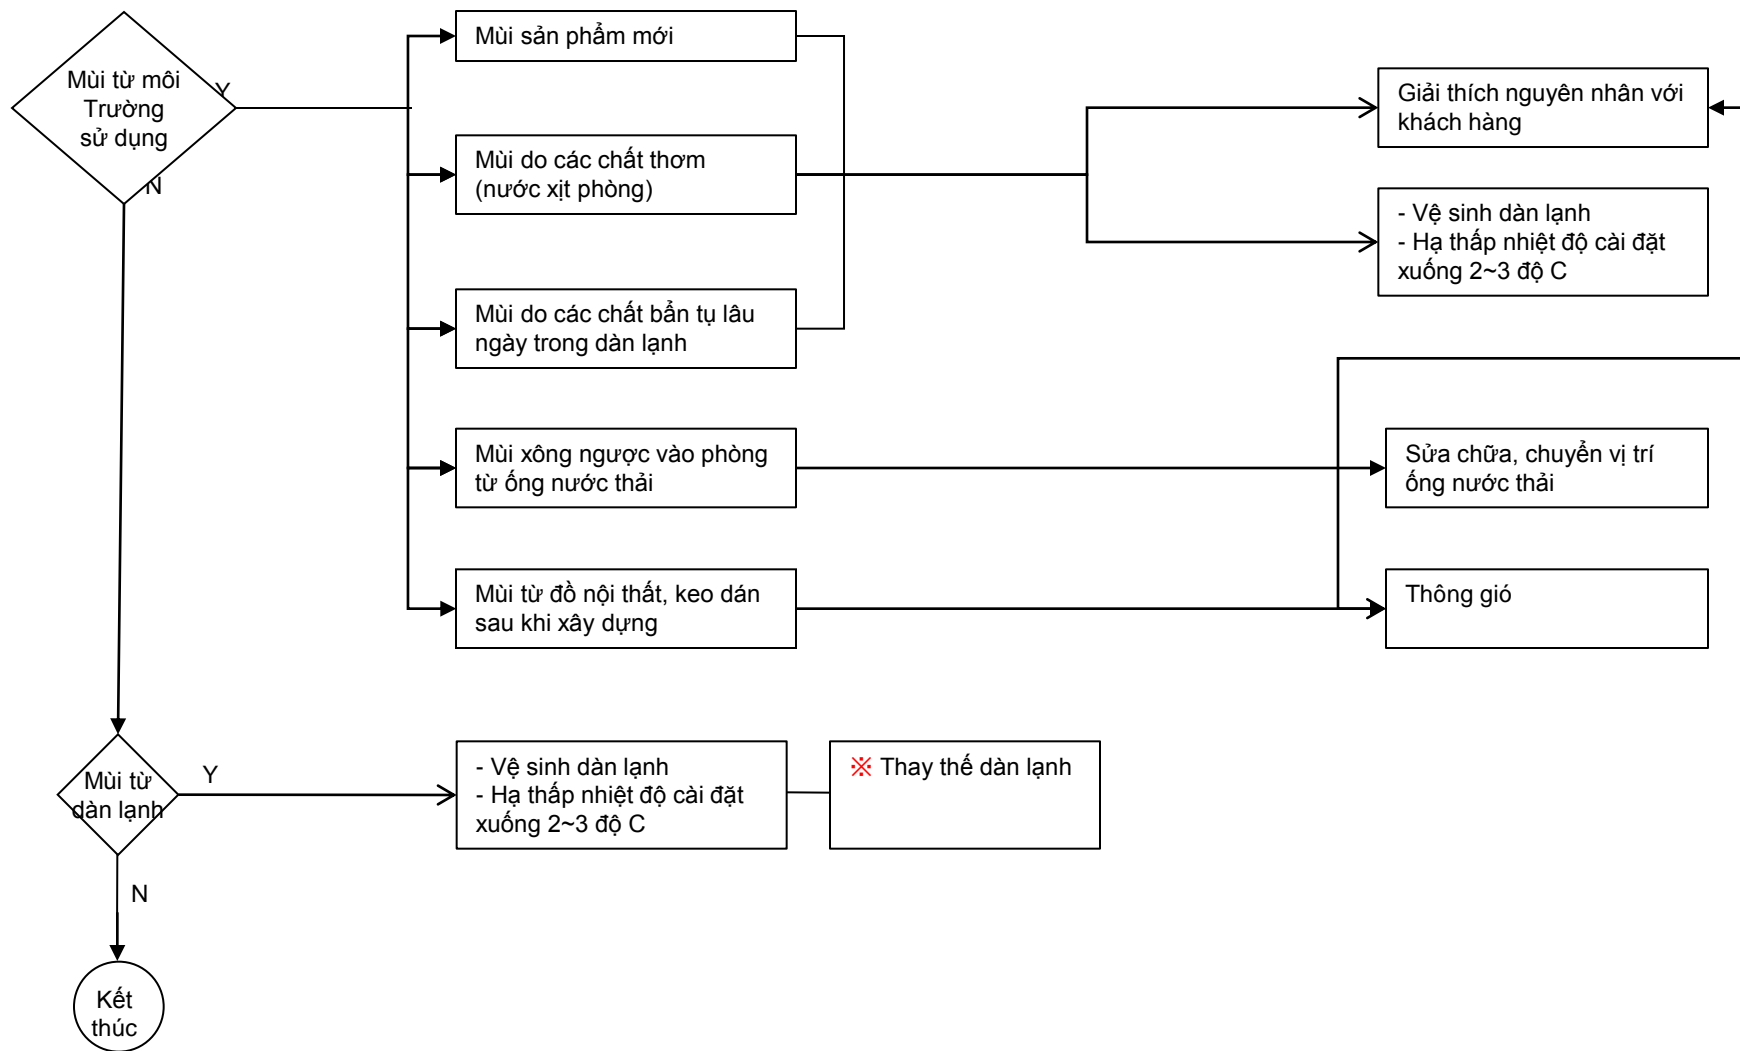 Mùi từ môi
Trường
sử dụng
Y
N
Mùi sản phẩm mới
Mùi do các chất thơm
(nước xịt phòng)
Mùi do các chất bẩn tụ lâu
ngày trong dàn lạnh
Mùi xông ngược vào phòng
từ ống nước thải
Mùi từ đồ nội thất, keo dán
sau khi xây dựng
Giải thích nguyên nhân với
khách hàng
- Vệ sinh dàn lạnh
- Hạ thấp nhiệt độ cài đặt
xuống 2~3 độ C
Sửa chữa, chuyển vị trí
ống nước thải
Thông gió
Mùi từ
dàn lạnh
Y
N
- Vệ sinh dàn lạnh
- Hạ thấp nhiệt độ cài đặt
xuống 2~3 độ C
※ Thay thế dàn lạnh
Kết
thúc